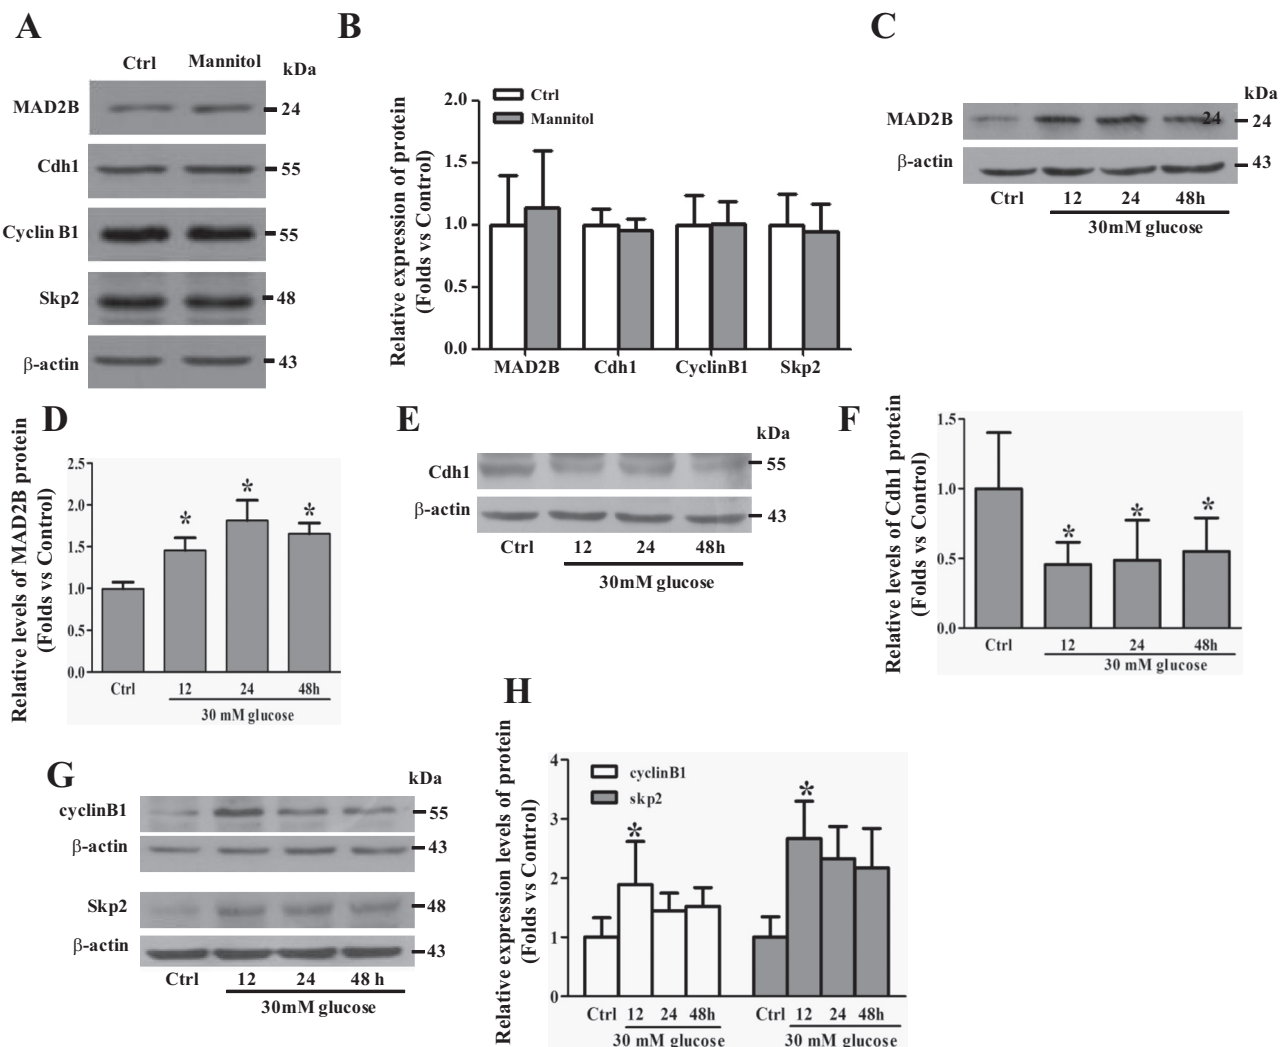 A
Ctrl Mannitol kDa
MAD2B 24
Cdh1 55
Cyclin B1 55
Skp2 48
β-actin 43
B
Relative expression of protein
(Folds vs Control)
Ctrl
Mannitol
2.0
1.5
1.0
0.5
0.0
MAD2B Cdh1 CyclinB1 Skp2
C
kDa
MAD2B 24 24
β-actin 43
Ctrl 12 24 48h
30mM glucose
D
Relative levels of MAD2B protein
(Folds vs Control)
2.5
2.0
1.5
1.0
0.5
0.0
* * *
Ctrl 12 24 48h
30 mM glucose
E
kDa
Cdh1 55
β-actin 43
Ctrl 12 24 48h
30mM glucose
F
Relative levels of Cdh1 protein
(Folds vs Control)
1.5
1.0
0.5
0.0
* * *
Ctrl 12 24 48h
30 mM glucose
G
kDa
cyclinB1 55
β-actin 43
Skp2 48
β-actin 43
Ctrl 12 24 48 h
30mM glucose
H
Relative expression levels of protein
(Folds vs Control)
cyclinB1
skp2
4
3
2
1
0
* *
Ctrl 12 24 48h Ctrl 12 24 48h
30 mM glucose 30 mM glucose